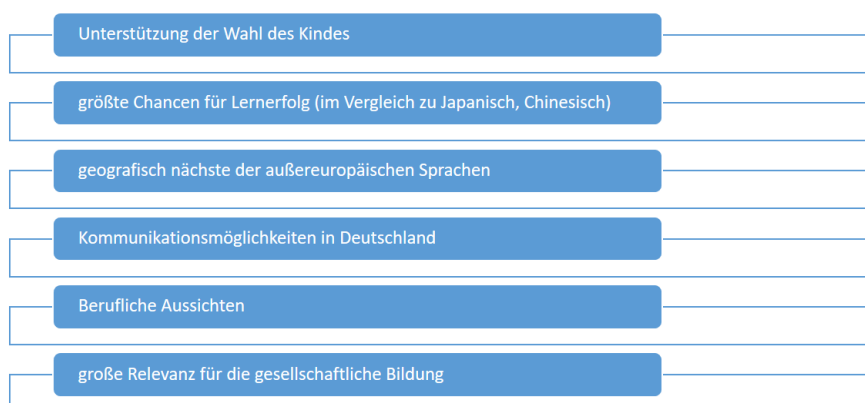 Unterstützung der Wahl des Kindes
größte Chancen für Lernerfolg (im Vergleich zu Japanisch, Chinesisch)
geografisch nächste der außereuropäischen Sprachen
Kommunikationsmöglichkeiten in Deutschland
Berufliche Aussichten
große Relevanz für die gesellschaftliche Bildung